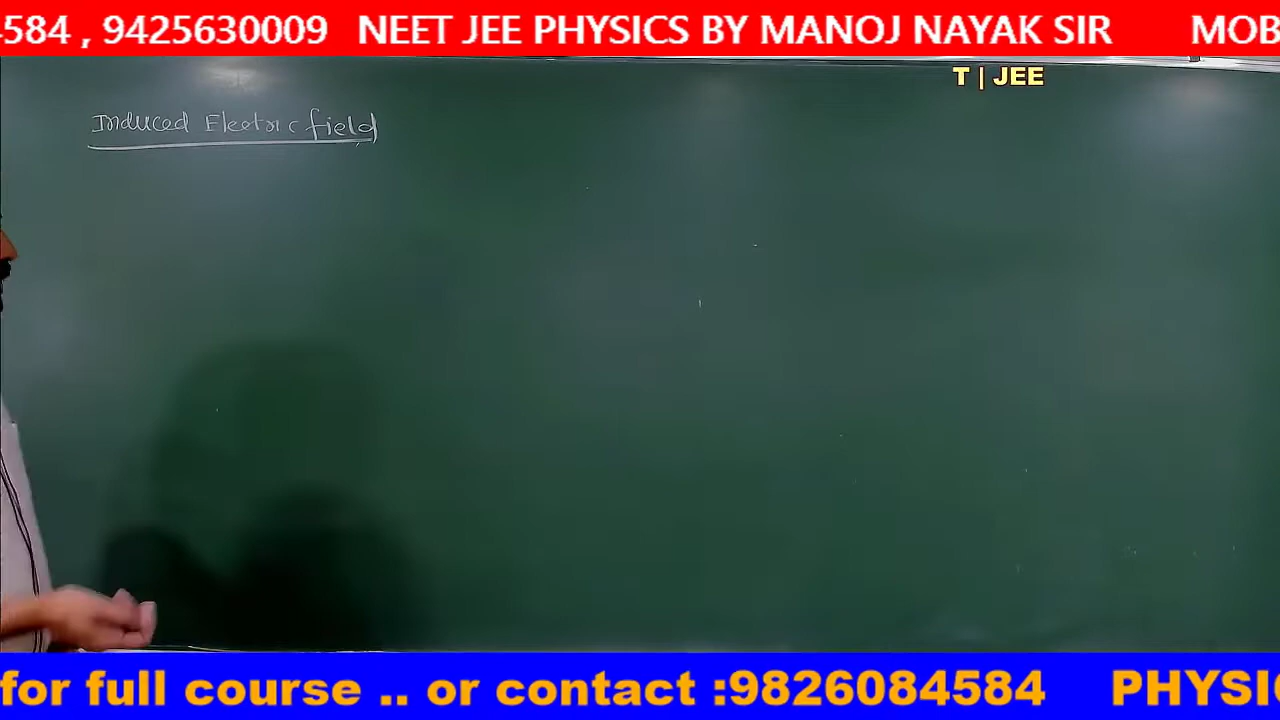 584 , 9425630009 NEET JEE PHYSICS BY MANOJ NAYAK SIR MOB
T | JEE
Induced Electric field
for full course .. or contact :9826084584 PHYSIC